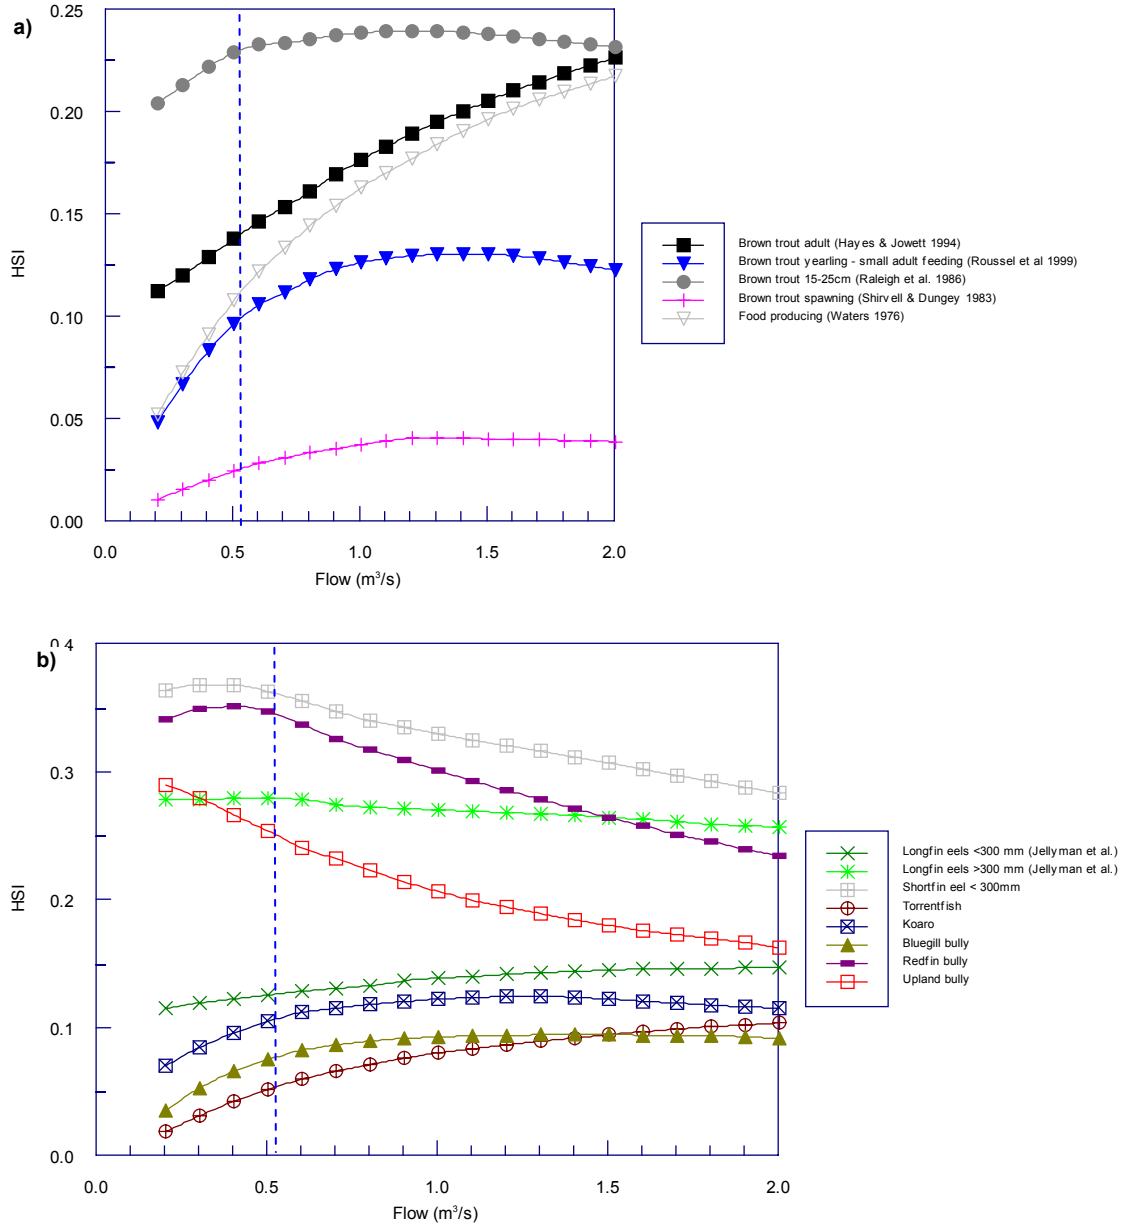 a)
0.25
0.20
0.15
0.10
0.05
0.00
HSI
0.0 0.5 1.0 1.5 2.0
Flow (m³/s)
Brown trout adult (Hayes & Jowett 1994)
Brown trout yearling - small adult feeding (Roussel et al 1999)
Brown trout 15-25cm (Raleigh et al. 1986)
Brown trout spawning (Shirvell & Dungey 1983)
Food producing (Waters 1976)
b)
0.4
0.3
0.2
0.1
0.0
HSI
0.0 0.5 1.0 1.5 2.0
Flow (m³/s)
Longfin eels <300 mm (Jellyman et al.)
Longfin eels >300 mm (Jellyman et al.)
Shortfin eel < 300mm
Torrentfish
Koaro
Bluegill bully
Redfin bully
Upland bully